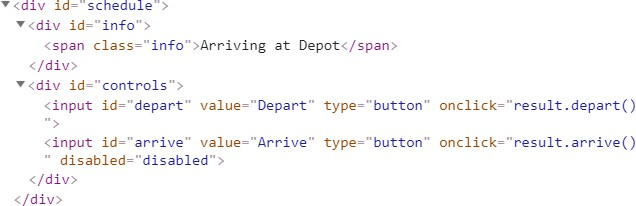 ▼<div id="schedule">
▼<div id="info">
<span class="info">Arriving at Depot</span>
</div>
▼<div id="controls">
<input id="depart" value="Depart" type="button" onclick="result.depart()
">
<input id="arrive" value="Arrive" type="button" onclick="result.arrive()
" disabled="disabled">
</div>
</div>